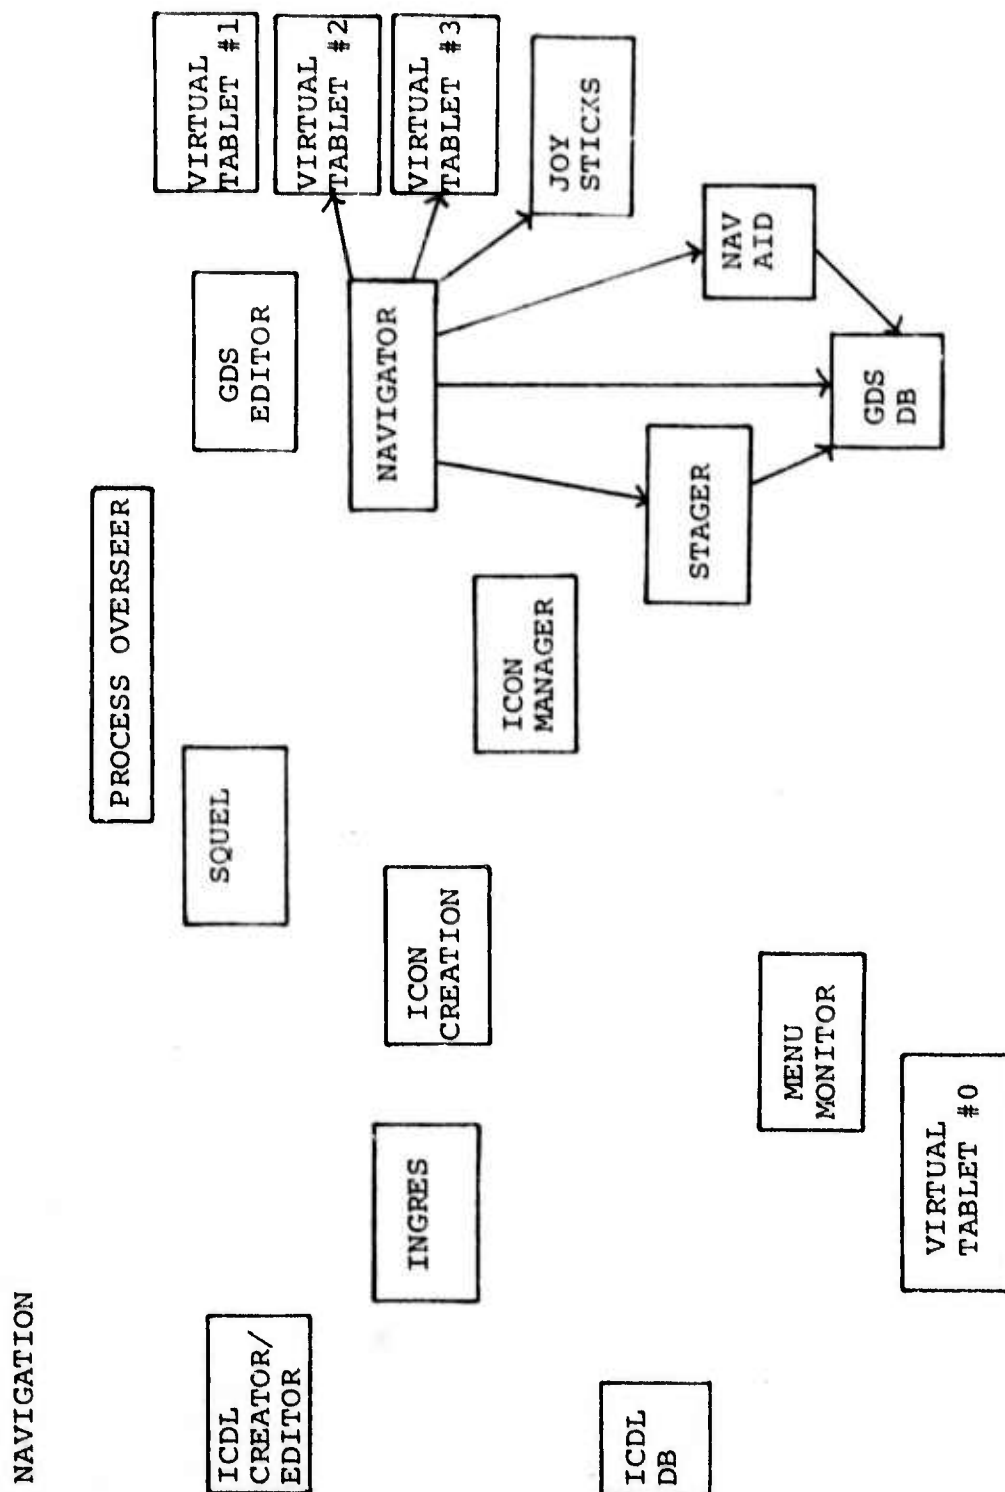 NAVIGATION
PROCESS OVERSEER
ICDL
CREATOR/
EDITOR
SQUEL
GDS
EDITOR
VIRTUAL
TABLET #1
VIRTUAL
TABLET #2
VIRTUAL
TABLET #3
INGRES
ICON
CREATION
NAVIGATOR
ICON
MANAGER
JOY
STICKS
ICDL
DB
STAGER
NAV
AID
MENU
MONITOR
GDS
DB
VIRTUAL
TABLET #0